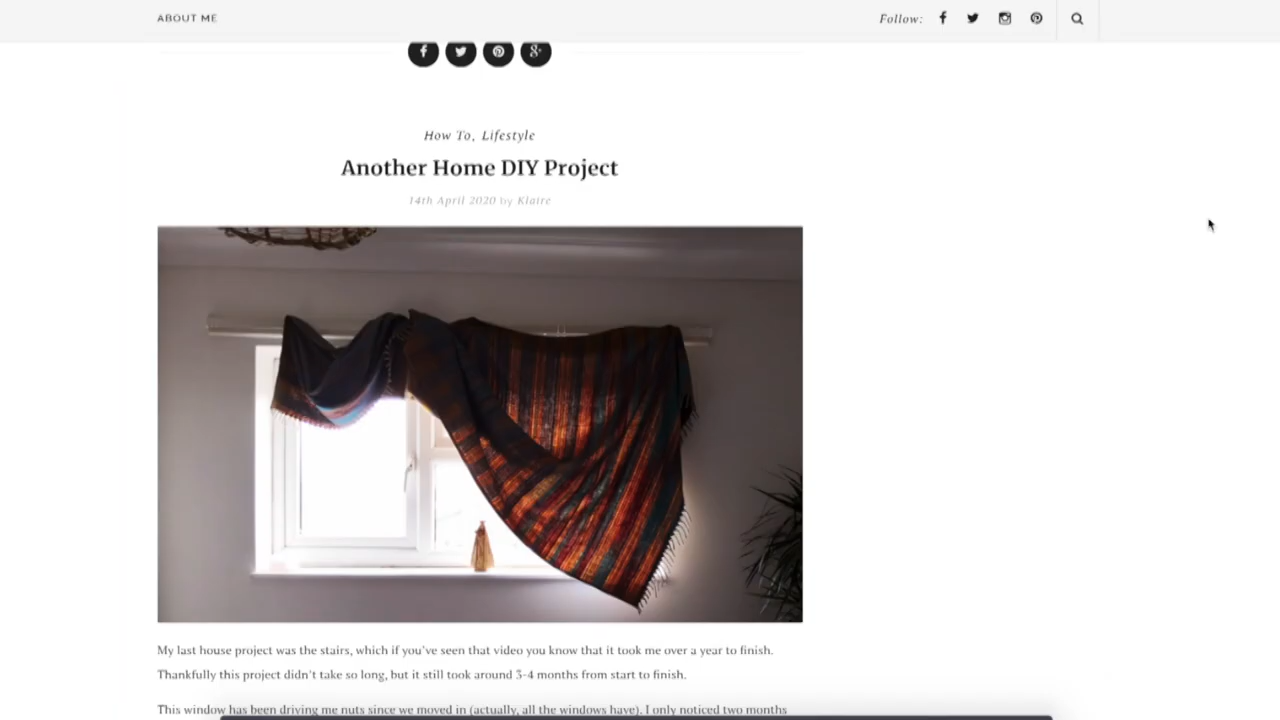 ABOUT ME
Follow:
How To, Lifestyle
Another Home DIY Project
14th April 2020 by Klaire
My last house project was the stairs, which if you've seen that video you know that it took me over a year to finish.
Thankfully this project didn't take so long, but it still took around 3-4 months from start to finish.
This window has been driving me nuts since we moved in (actually, all the windows have). I only noticed two months